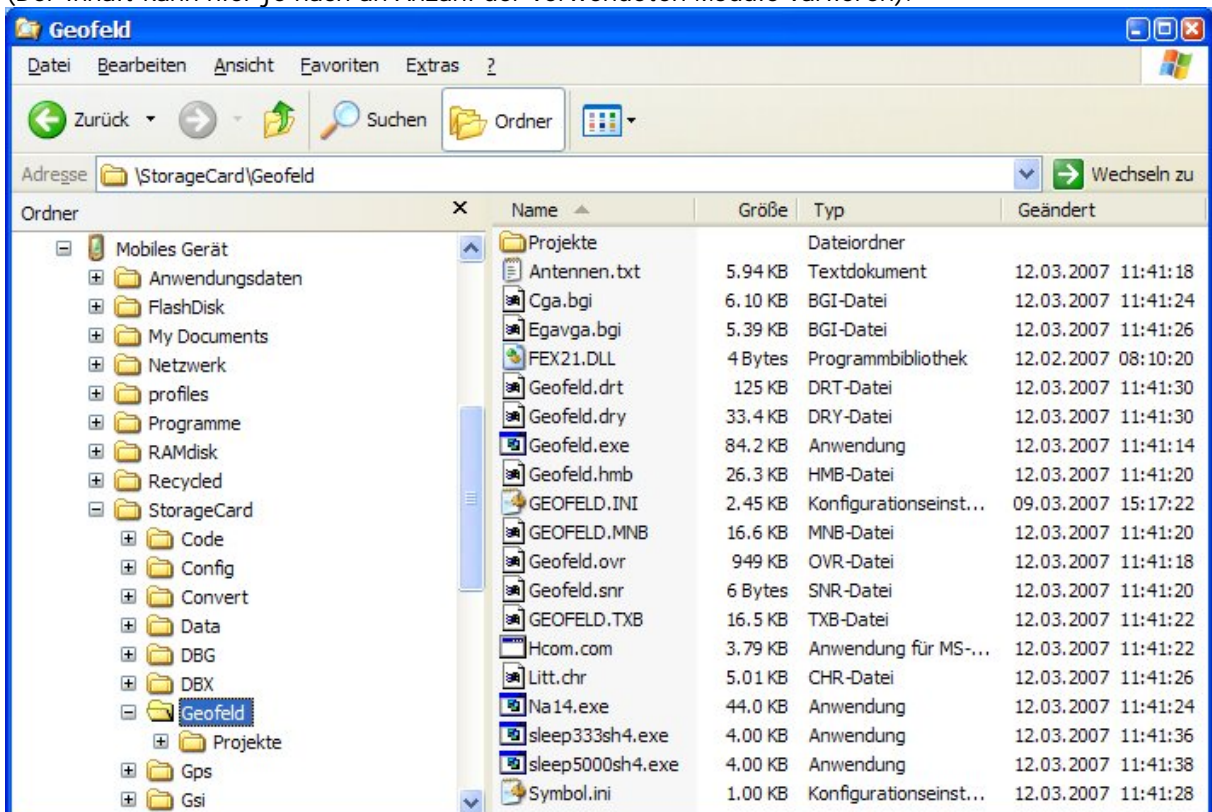 (Der Inhalt kann hier je nach an Anzahl der verwendeten Module variieren):
Geofeld
Datei Bearbeiten Ansicht Favoriten Extras ?
Zurück Suchen Ordner
Adresse \StorageCard\Geofeld Wechseln zu
Ordner X Name Größe Typ Geändert
Mobiles Gerät
Anwendungsdaten
FlashDisk
My Documents
Netzwerk
profiles
Programme
RAMdisk
Recycled
StorageCard
Code
Config
Convert
Data
DBG
DBX
Geofeld
Projekte
Gps
Gsi
Projekte Dateiordner
Antennen.txt 5.94 KB Textdokument 12.03.2007 11:41:18
Cga.bgi 6.10 KB BGI-Datei 12.03.2007 11:41:24
Egavga.bgi 5.39 KB BGI-Datei 12.03.2007 11:41:26
FEX21.DLL 4 Bytes Programmbibliothek 12.02.2007 08:10:20
Geofeld.drt 125 KB DRT-Datei 12.03.2007 11:41:30
Geofeld.dry 33.4 KB DRY-Datei 12.03.2007 11:41:30
Geofeld.exe 84.2 KB Anwendung 12.03.2007 11:41:14
Geofeld.hmb 26.3 KB HMB-Datei 12.03.2007 11:41:20
GEOFELD.INI 2.45 KB Konfigurationseinst... 09.03.2007 15:17:22
GEOFELD.MNB 16.6 KB MNB-Datei 12.03.2007 11:41:20
Geofeld.ovr 949 KB OVR-Datei 12.03.2007 11:41:18
Geofeld.snr 6 Bytes SNR-Datei 12.03.2007 11:41:20
GEOFELD.TXB 16.5 KB TXB-Datei 12.03.2007 11:41:22
Hcom.com 3.79 KB Anwendung für MS-... 12.03.2007 11:41:22
Litt.chr 5.01 KB CHR-Datei 12.03.2007 11:41:26
Na14.exe 44.0 KB Anwendung 12.03.2007 11:41:24
sleep333sh4.exe 4.00 KB Anwendung 12.03.2007 11:41:36
sleep5000sh4.exe 4.00 KB Anwendung 12.03.2007 11:41:38
Symbol.ini 1.00 KB Konfigurationseinst... 12.03.2007 11:41:28